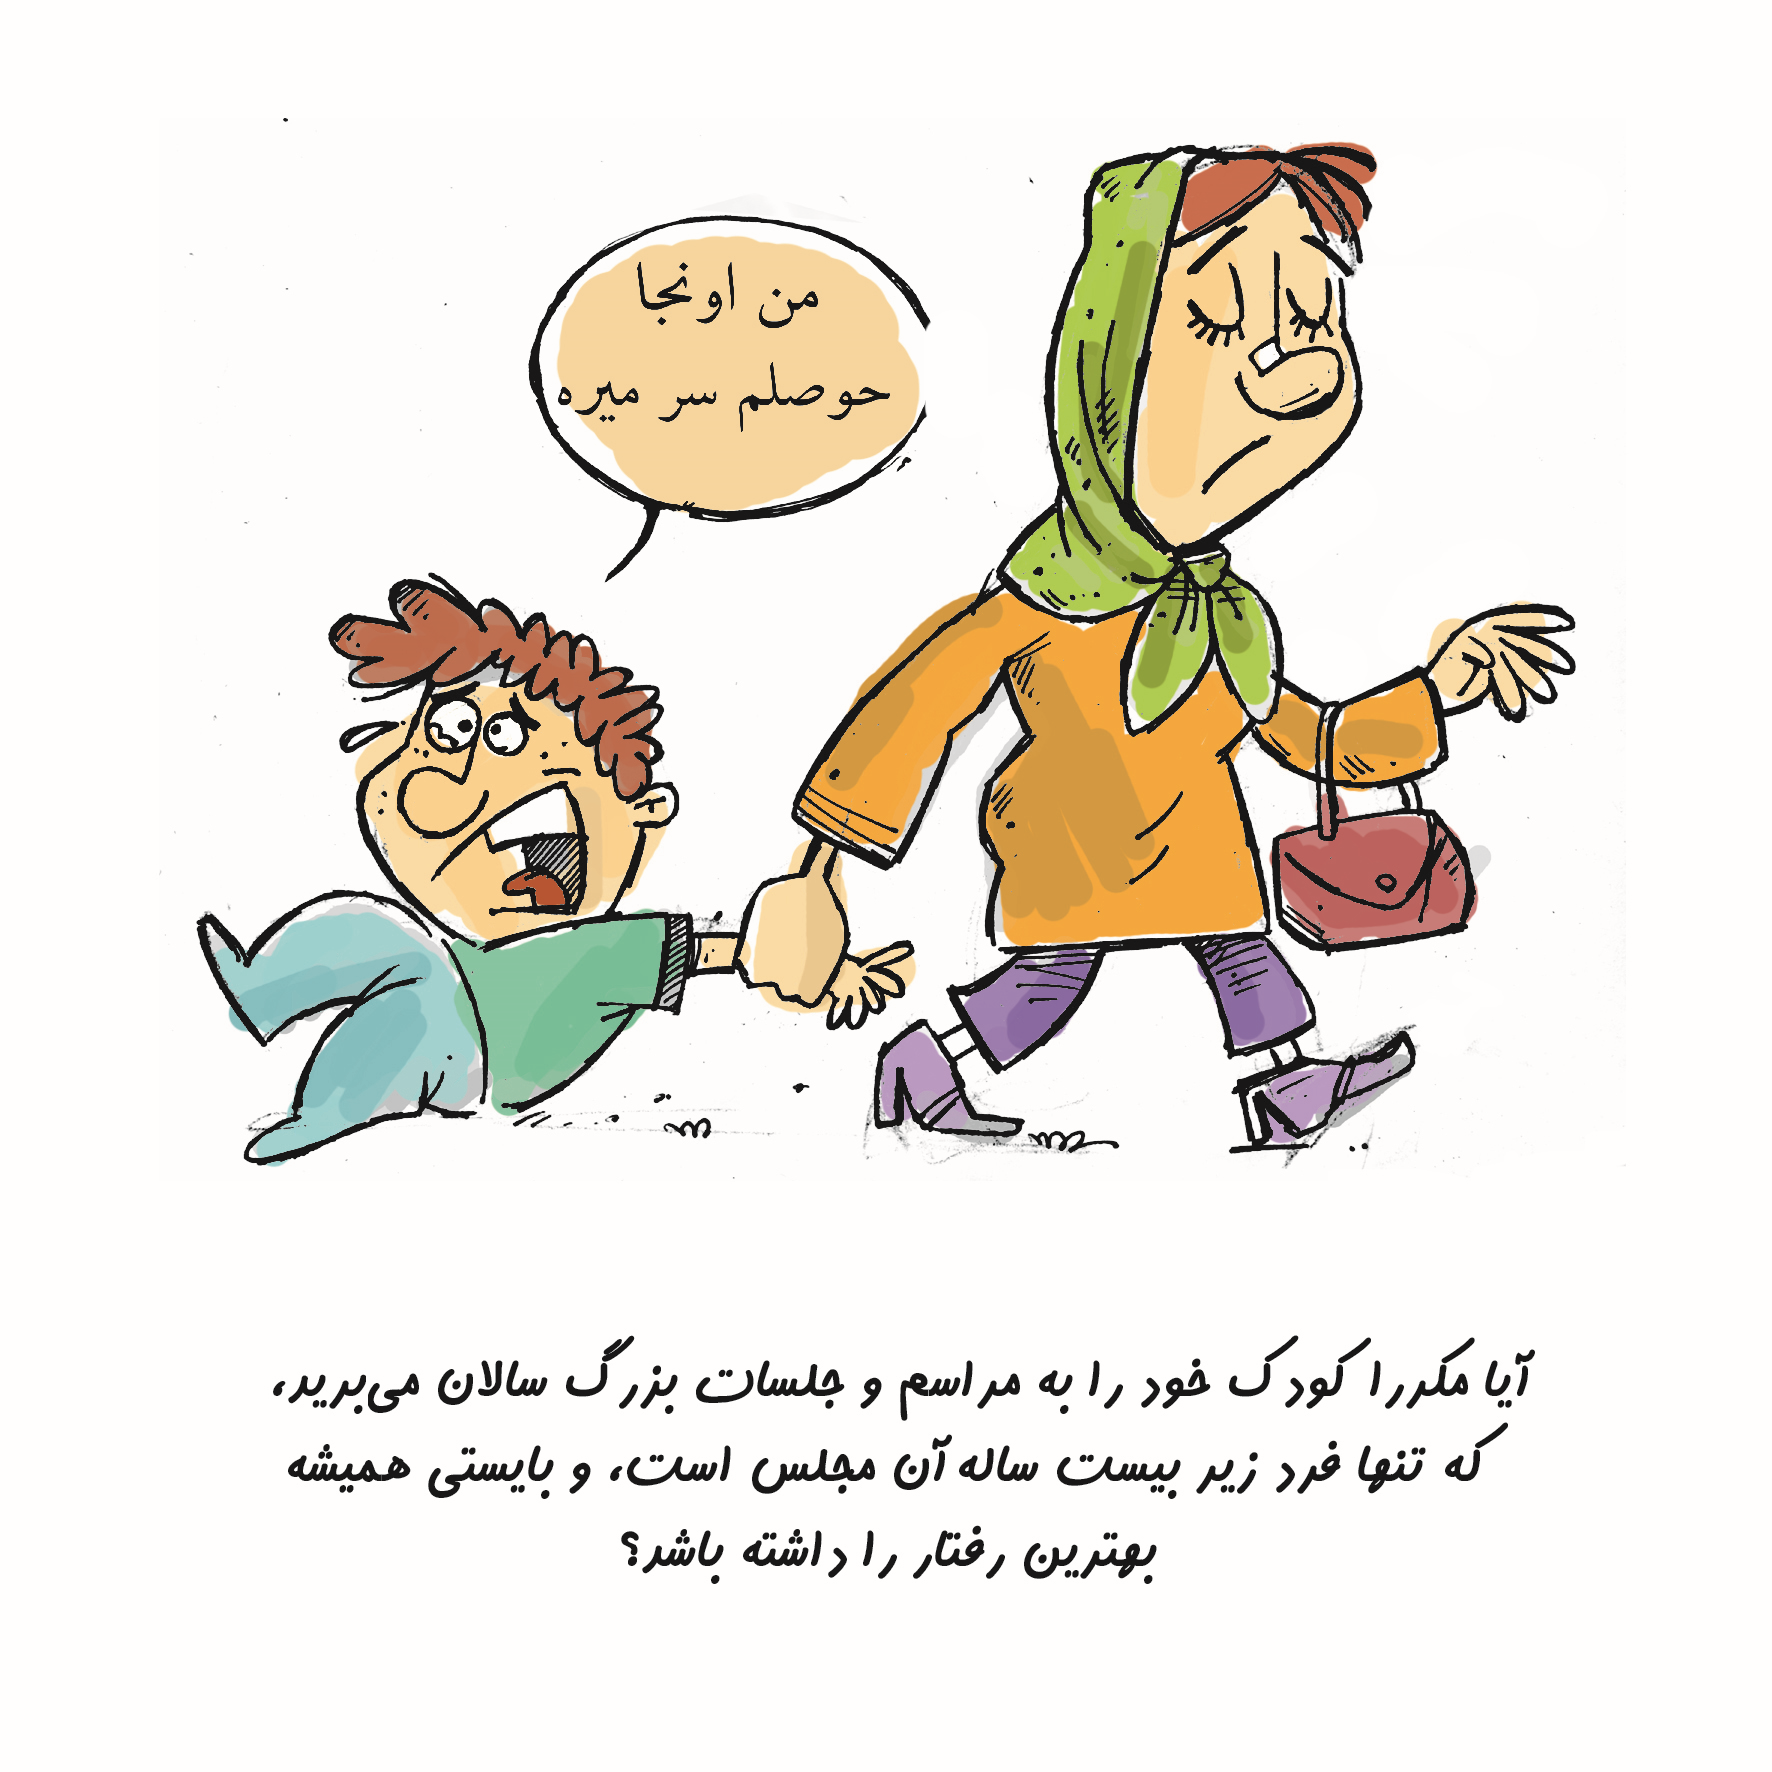 من اونجا
حوصلم سر میره
آیا مکررا کودک خود را به مراسم و جلسات بزرگ سالان می‌برید،
که تنها فرد زیر بیست ساله آن مجلس است، و بایستی همیشه
بهترین رفتار را داشته باشد؟